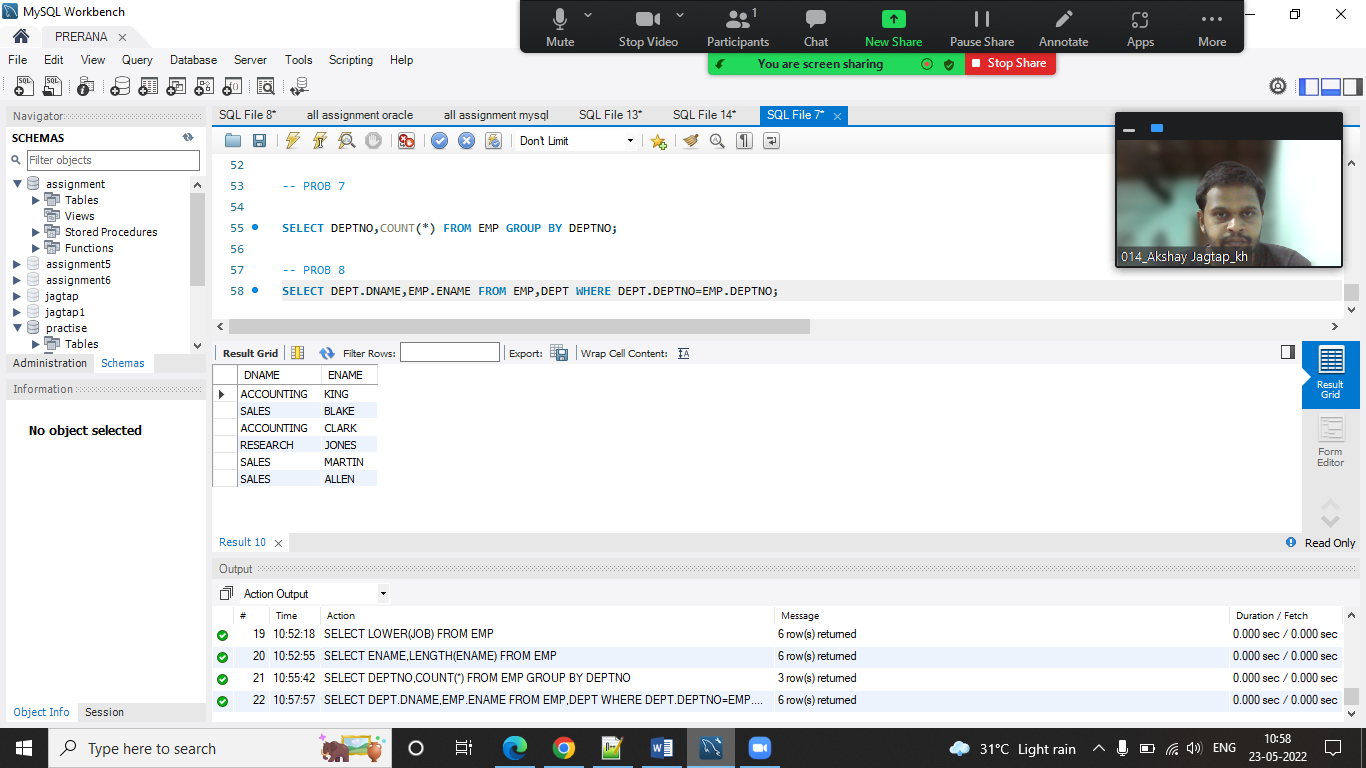 MySQL Workbench
PRERANA
File Edit View Query Database Server Tools Scripting Help
Mute Stop Video Participants 1 Chat New Share Pause Share Annotate Apps More
You are screen sharing Stop Share
Navigator
SCHEMAS
Filter objects
assignment
Tables
Views
Stored Procedures
Functions
assignment5
assignment6
jagtap
jagtap1
practise
Tables
Administration Schemas
Information
No object selected
Object Info Session
SQL File 8* all assignment oracle all assignment mysql SQL File 13* SQL File 14* SQL File 7*
Don't Limit
52
53 -- PROB 7
54
55 SELECT DEPTNO,COUNT(*) FROM EMP GROUP BY DEPTNO;
56
57 -- PROB 8
58 SELECT DEPT.DNAME,EMP.ENAME FROM EMP,DEPT WHERE DEPT.DEPTNO=EMP.DEPTNO;
014_Akshay Jagtap_kh
Result Grid Filter Rows: Export: Wrap Cell Content:
DNAME ENAME
ACCOUNTING KING
SALES BLAKE
ACCOUNTING CLARK
RESEARCH JONES
SALES MARTIN
SALES ALLEN
Result Grid
Form Editor
Result 10
Read Only
Output
Action Output
# Time Action Message Duration / Fetch
19 10:52:18 SELECT LOWER(JOB) FROM EMP 6 row(s) returned 0.000 sec / 0.000 sec
20 10:52:55 SELECT ENAME,LENGTH(ENAME) FROM EMP 6 row(s) returned 0.000 sec / 0.000 sec
21 10:55:42 SELECT DEPTNO,COUNT(*) FROM EMP GROUP BY DEPTNO 3 row(s) returned 0.000 sec / 0.000 sec
22 10:57:57 SELECT DEPT.DNAME,EMP.ENAME FROM EMP,DEPT WHERE DEPT.DEPTNO=EMP.... 6 row(s) returned 0.000 sec / 0.000 sec
Type here to search
31°C Light rain
ENG
10:58
23-05-2022